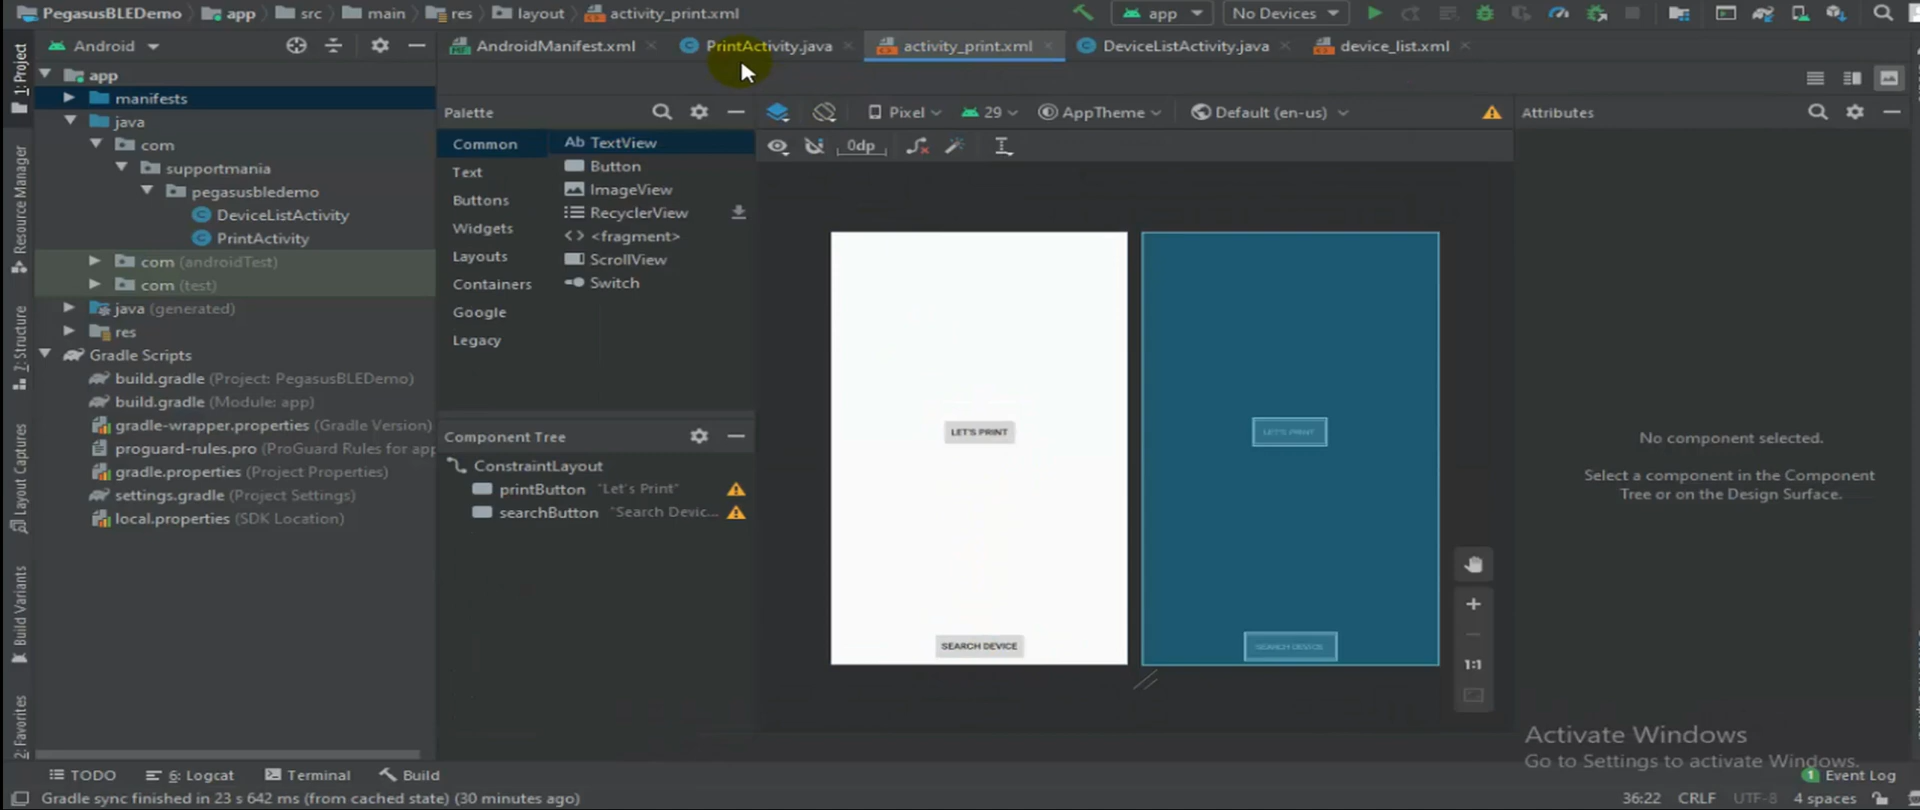 PegasusBLEDemo app src main res layout activity_print.xml app No Devices
1: Project Android AndroidManifest.xml PrintActivity.java activity_print.xml DeviceListActivity.java device_list.xml
app
manifests
java
com
supportmania
pegasusbledemo
DeviceListActivity
PrintActivity
com (androidTest)
com (test)
java (generated)
res
Gradle Scripts
build.gradle (Project: PegasusBLEDemo)
build.gradle (Module: app)
gradle-wrapper.properties (Gradle Version)
proguard-rules.pro (ProGuard Rules for app
gradle.properties (Project Properties)
settings.gradle (Project Settings)
local.properties (SDK Location)
Resource Manager
7: Structure
Layout Captures
Build Variants
2: Favorites
Palette
Common
Text
Buttons
Widgets
Layouts
Containers
Google
Legacy
Ab TextView
Button
ImageView
RecyclerView
<> <fragment>
ScrollView
Switch
Component Tree
ConstraintLayout
printButton "Let's Print"
searchButton "Search Devic...
Pixel 29 AppTheme Default (en-us)
0dp
LET'S PRINT
SEARCH DEVICE
LET'S PRINT
SEARCH DEVICE
1:1
Attributes
No component selected.
Select a component in the Component
Tree or on the Design Surface.
Activate Windows
Go to Settings to activate Windows.
TODO 6: Logcat Terminal Build 1 Event Log
Gradle sync finished in 23 s 642 ms (from cached state) (30 minutes ago) 36:22 CRLF UTF-8 4 spaces